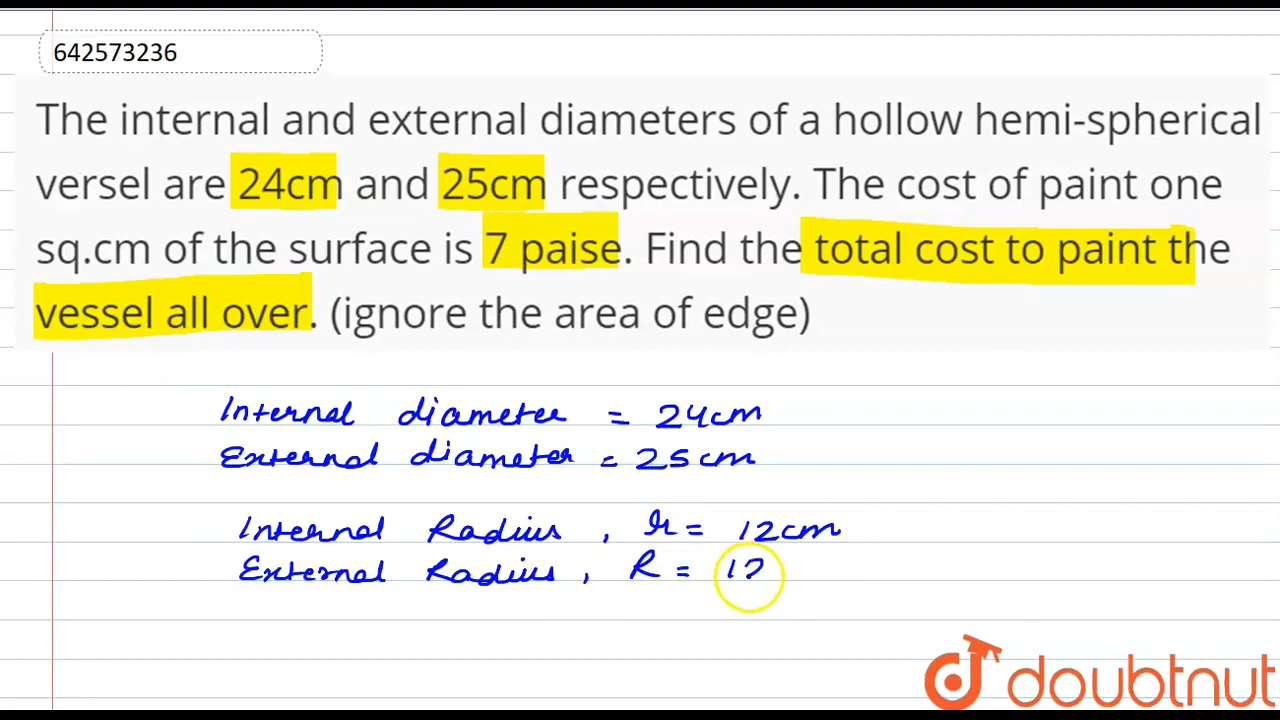 642573236
The internal and external diameters of a hollow hemi-spherical
versel are 24cm and 25cm respectively. The cost of paint one
sq.cm of the surface is 7 paise. Find the total cost to paint the
vessel all over. (ignore the area of edge)
Internal diameter = 24cm
External diameter = 25cm
Internal Radius, r = 12cm
External Radius, R = 12
doubtnut